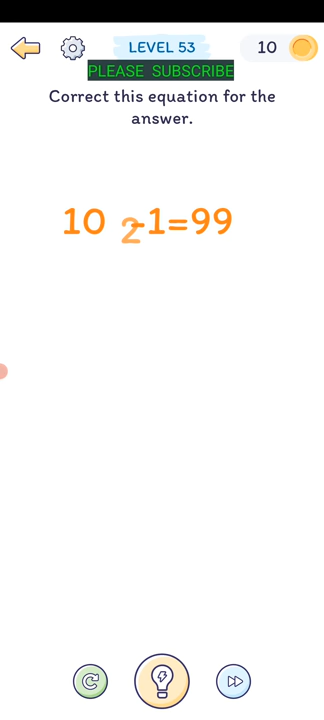 LEVEL 53
10
PLEASE SUBSCRIBE
Correct this equation for the
answer.
10 2-1=99